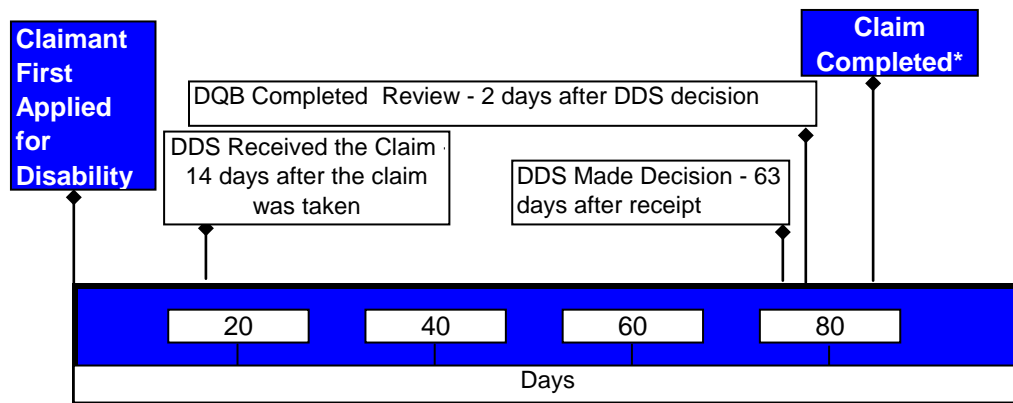 Claimant
First
Applied
for
Disability
Claim
Completed*
DQB Completed Review - 2 days after DDS decision
DDS Received the Claim -
14 days after the claim
was taken
DDS Made Decision - 63
days after receipt
20 40 60 80
Days